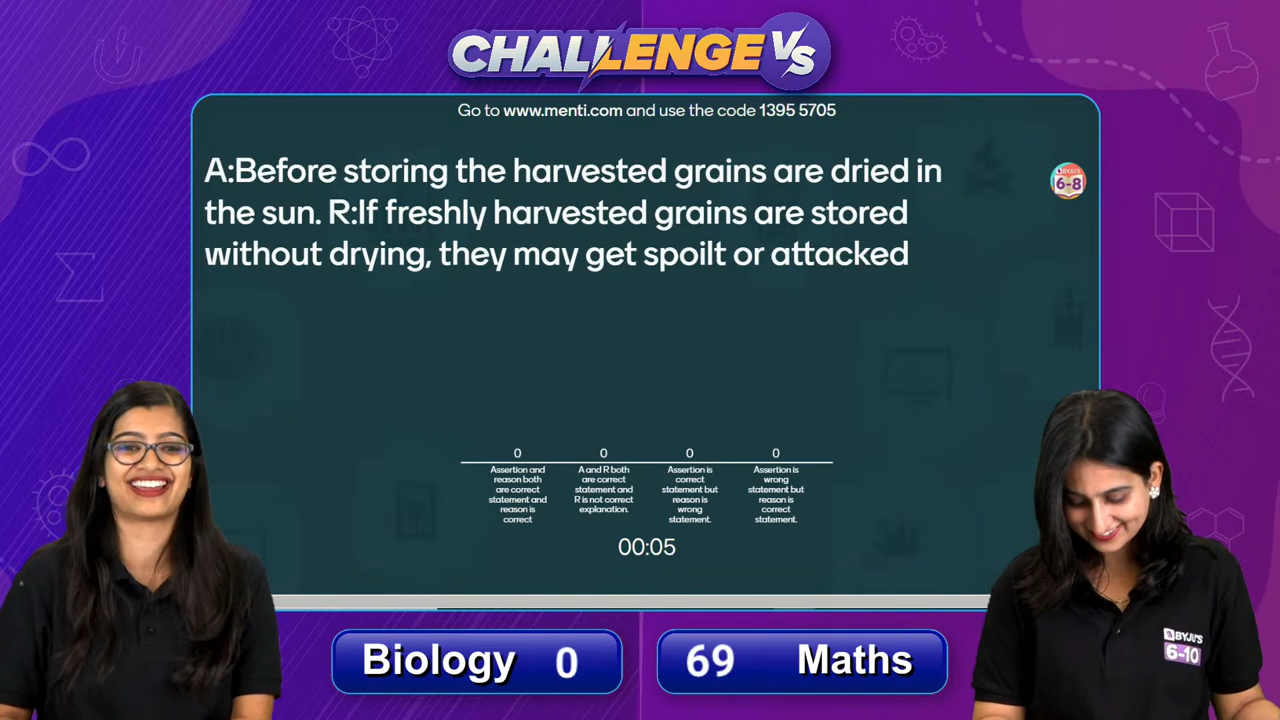 CHALLENGE VS
Go to www.menti.com and use the code 1395 5705
A:Before storing the harvested grains are dried in
the sun. R:If freshly harvested grains are stored
without drying, they may get spoilt or attacked
BYJU'S
6-8
0
0
0
0
Assertion and
reason both
are correct
statement and
reason is
correct
A and R both
are correct
statement and
R is not correct
explanation.
Assertion is
correct
statement but
reason is
wrong
statement.
Assertion is
wrong
statement but
reason is
correct
statement.
00:05
BYJU'S
6-10
Biology 0
69 Maths